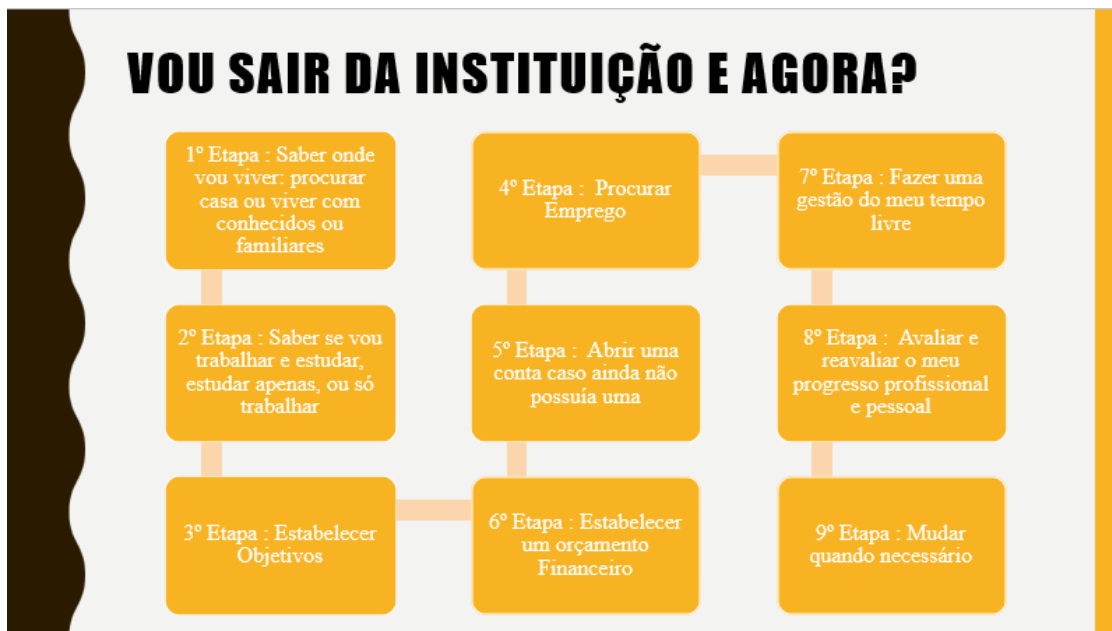 VOU SAIR DA INSTITUIÇÃO E AGORA?
1º Etapa : Saber onde
vou viver: procurar
casa ou viver com
conhecidos ou
familiares
2º Etapa : Saber se vou
trabalhar e estudar,
estudar apenas, ou só
trabalhar
3º Etapa : Estabelecer
Objetivos
4º Etapa : Procurar
Emprego
5º Etapa : Abrir uma
conta caso ainda não
possuía uma
6º Etapa : Estabelecer
um orçamento
Financeiro
7º Etapa : Fazer uma
gestão do meu tempo
livre
8º Etapa : Avaliar e
reavaliar o meu
progresso profissional
e pessoal
9º Etapa : Mudar
quando necessário